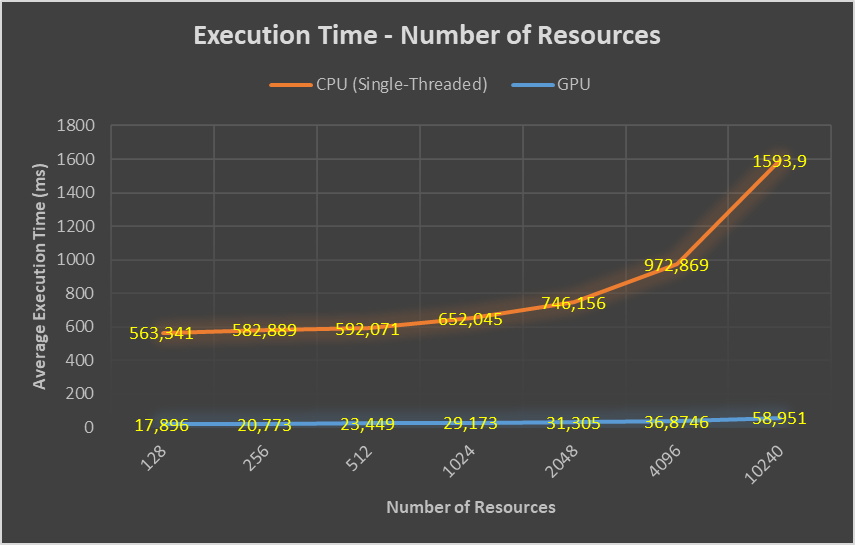 Execution Time - Number of Resources
CPU (Single-Threaded) GPU
Average Execution Time (ms)
1800
1600
1400
1200
1000
800
600
400
200
0
563,341 582,889 592,071 652,045 746,156 972,869 1593,9
17,896 20,773 23,449 29,173 31,305 36,8746 58,951
128 256 512 1024 2048 4096 10240
Number of Resources